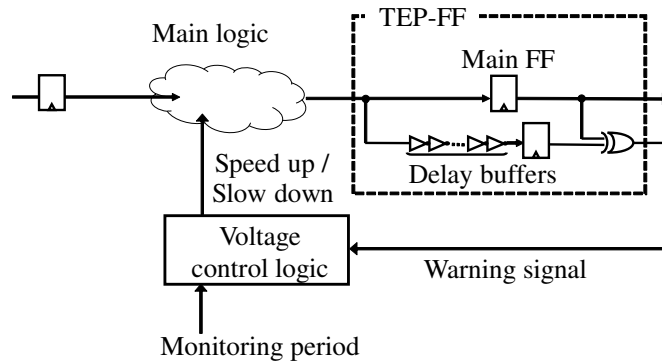 TEP-FF
Main logic
Main FF
Speed up /
Slow down
Delay buffers
Voltage
control logic
Warning signal
Monitoring period